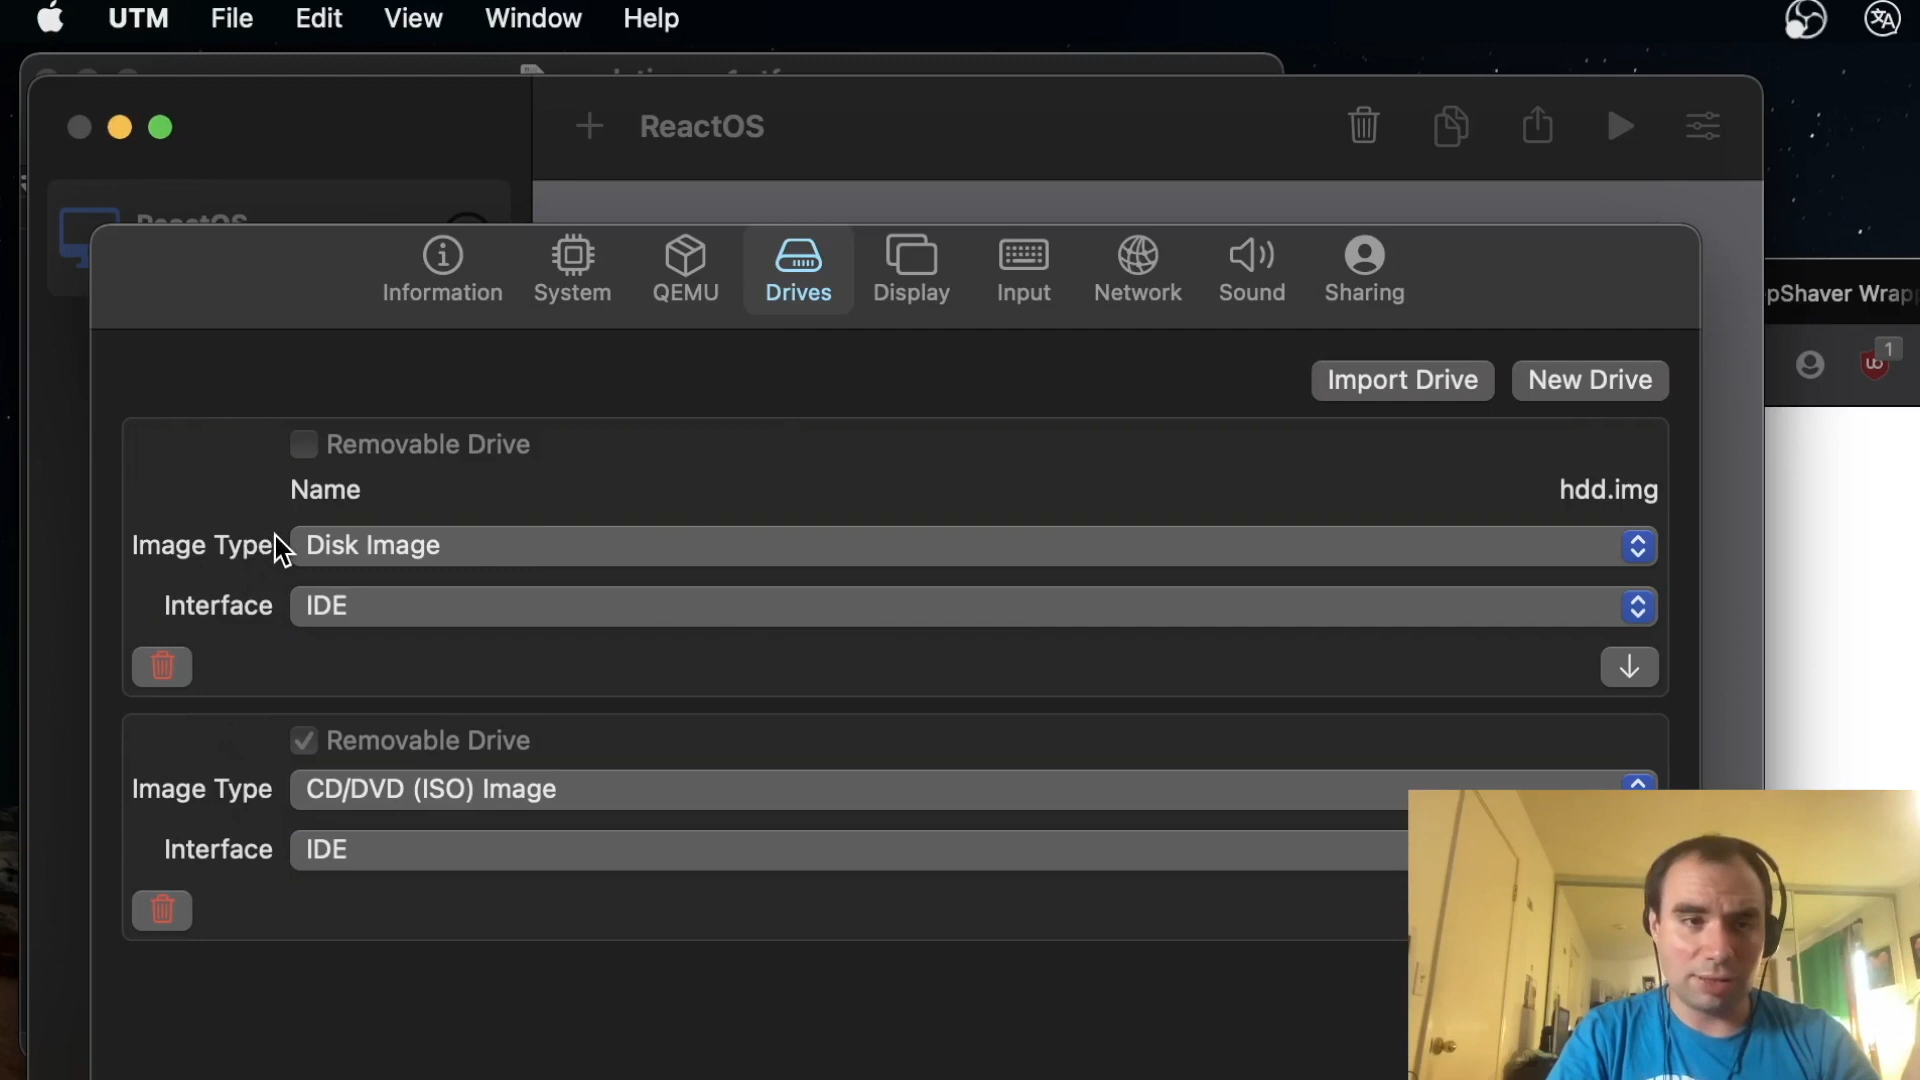 UTM File Edit View Window Help
ReactOS
ReactOS
Information System QEMU Drives Display Input Network Sound Sharing
pShaver Wrap
1
Import Drive New Drive
Removable Drive
Name hdd.img
Image Type Disk Image
Interface IDE
Removable Drive
Image Type CD/DVD (ISO) Image
Interface IDE